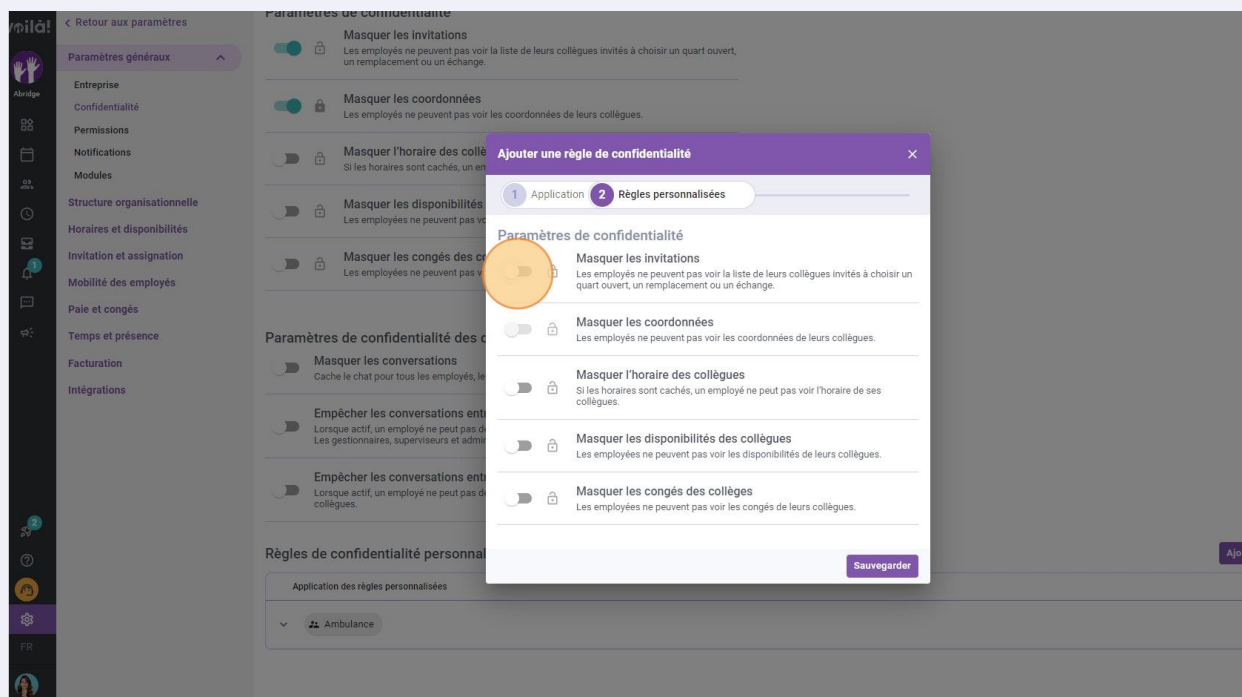 voilà!
Abridge
1
2
FR
Retour aux paramètres
Paramètres généraux
Entreprise
Confidentialité
Permissions
Notifications
Modules
Structure organisationnelle
Horaires et disponibilités
Invitation et assignation
Mobilité des employés
Paie et congés
Temps et présence
Facturation
Intégrations
Paramètres de confidentialité
Masquer les invitations
Les employés ne peuvent pas voir la liste de leurs collègues invités à choisir un quart ouvert,
un remplacement ou un échange.
Masquer les coordonnées
Les employés ne peuvent pas voir les coordonnées de leurs collègues.
Masquer l'horaire des collè
Si les horaires sont cachés, un em
Masquer les disponibilités
Les employées ne peuvent pas vo
Masquer les congés des co
Les employées ne peuvent pas v
Paramètres de confidentialité des c
Masquer les conversations
Cache le chat pour tous les employés, le
Empêcher les conversations entr
Lorsque actif, un employé ne peut pas de
Les gestionnaires, superviseurs et admin
Empêcher les conversations entr
Lorsque actif, un employé ne peut pas de
collègues.
Règles de confidentialité personnal
Ajo
Application des règles personnalisées
Ambulance
Ajouter une règle de confidentialité
1 Application 2 Règles personnalisées
Paramètres de confidentialité
Masquer les invitations
Les employés ne peuvent pas voir la liste de leurs collègues invités à choisir un
quart ouvert, un remplacement ou un échange.
Masquer les coordonnées
Les employés ne peuvent pas voir les coordonnées de leurs collègues.
Masquer l'horaire des collègues
Si les horaires sont cachés, un employé ne peut pas voir l'horaire de ses
collègues.
Masquer les disponibilités des collègues
Les employées ne peuvent pas voir les disponibilités de leurs collègues.
Masquer les congés des collèges
Les employées ne peuvent pas voir les congés de leurs collègues.
Sauvegarder